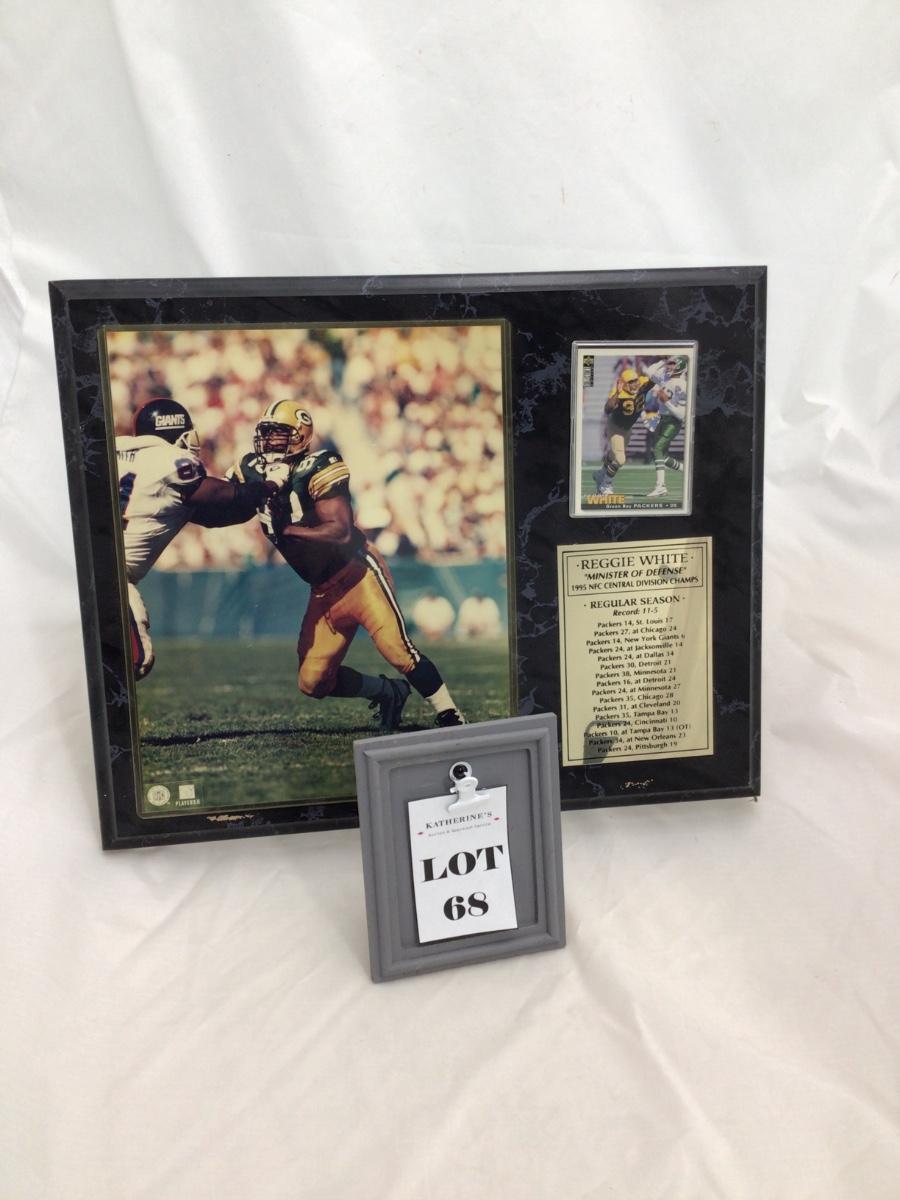 GIANTS
G
WHITE
Green Bay PACKERS • DE
·REGGIE WHITE·
"MINISTER OF DEFENSE"
1995 NFC CENTRAL DIVISION CHAMPS
· REGULAR SEASON ·
Record: 11-5
Packers 14, St. Louis 17
Packers 27, at Chicago 24
Packers 14, New York Giants 6
Packers 24, at Jacksonville 14
Packers 24, at Dallas 34
Packers 30, Detroit 21
Packers 38, Minnesota 21
Packers 16, at Detroit 24
Packers 24, at Minnesota 27
Packers 35, Chicago 28
Packers 31, at Cleveland 20
Packers 35, Tampa Bay 13
Packers 24, Cincinnati 10
Packers 10, at Tampa Bay 13 (OT)
Packers 34, at New Orleans 23
Packers 24, Pittsburgh 19
NFL
PLAYERS
KATHERINE'S
LOT
68